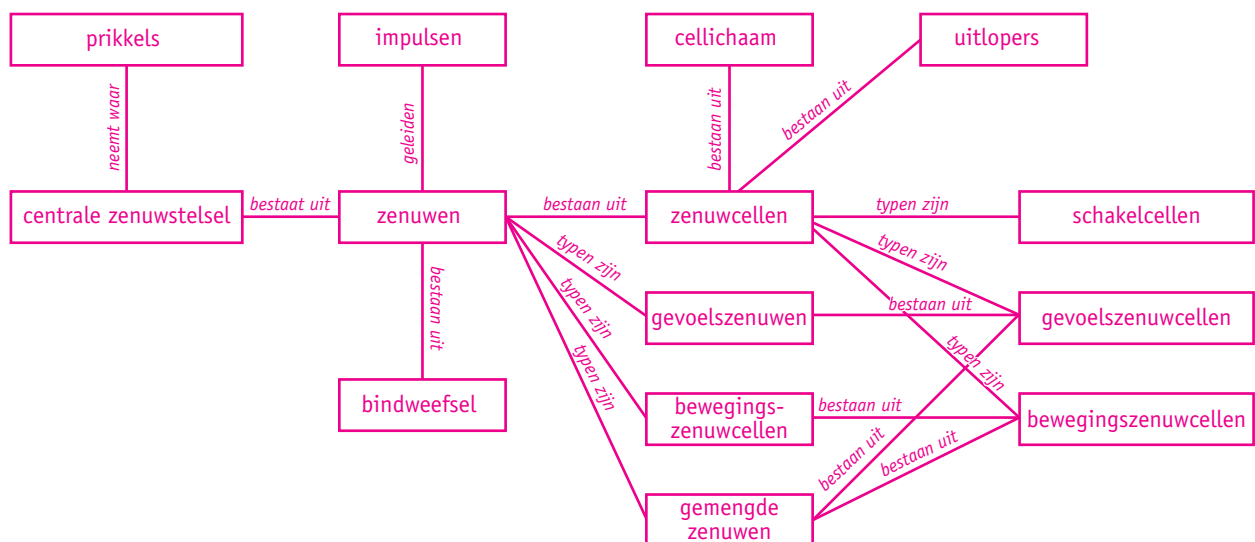 prikkels
impulsen
cellichaam
uitlopers
neemt waar
geleiden
bestaan uit
bestaan uit
centrale zenuwstelsel
bestaat uit
zenuwen
bestaan uit
zenuwcellen
typen zijn
schakelcellen
typen zijn
typen zijn
bestaan uit
gevoelszenuwen
bestaan uit
gevoelszenuwcellen
typen zijn
typen zijn
typen zijn
bindweefsel
bewegings-
zenuwcellen
bestaan uit
bewegingszenuwcellen
bestaan uit
bestaan uit
gemengde
zenuwen